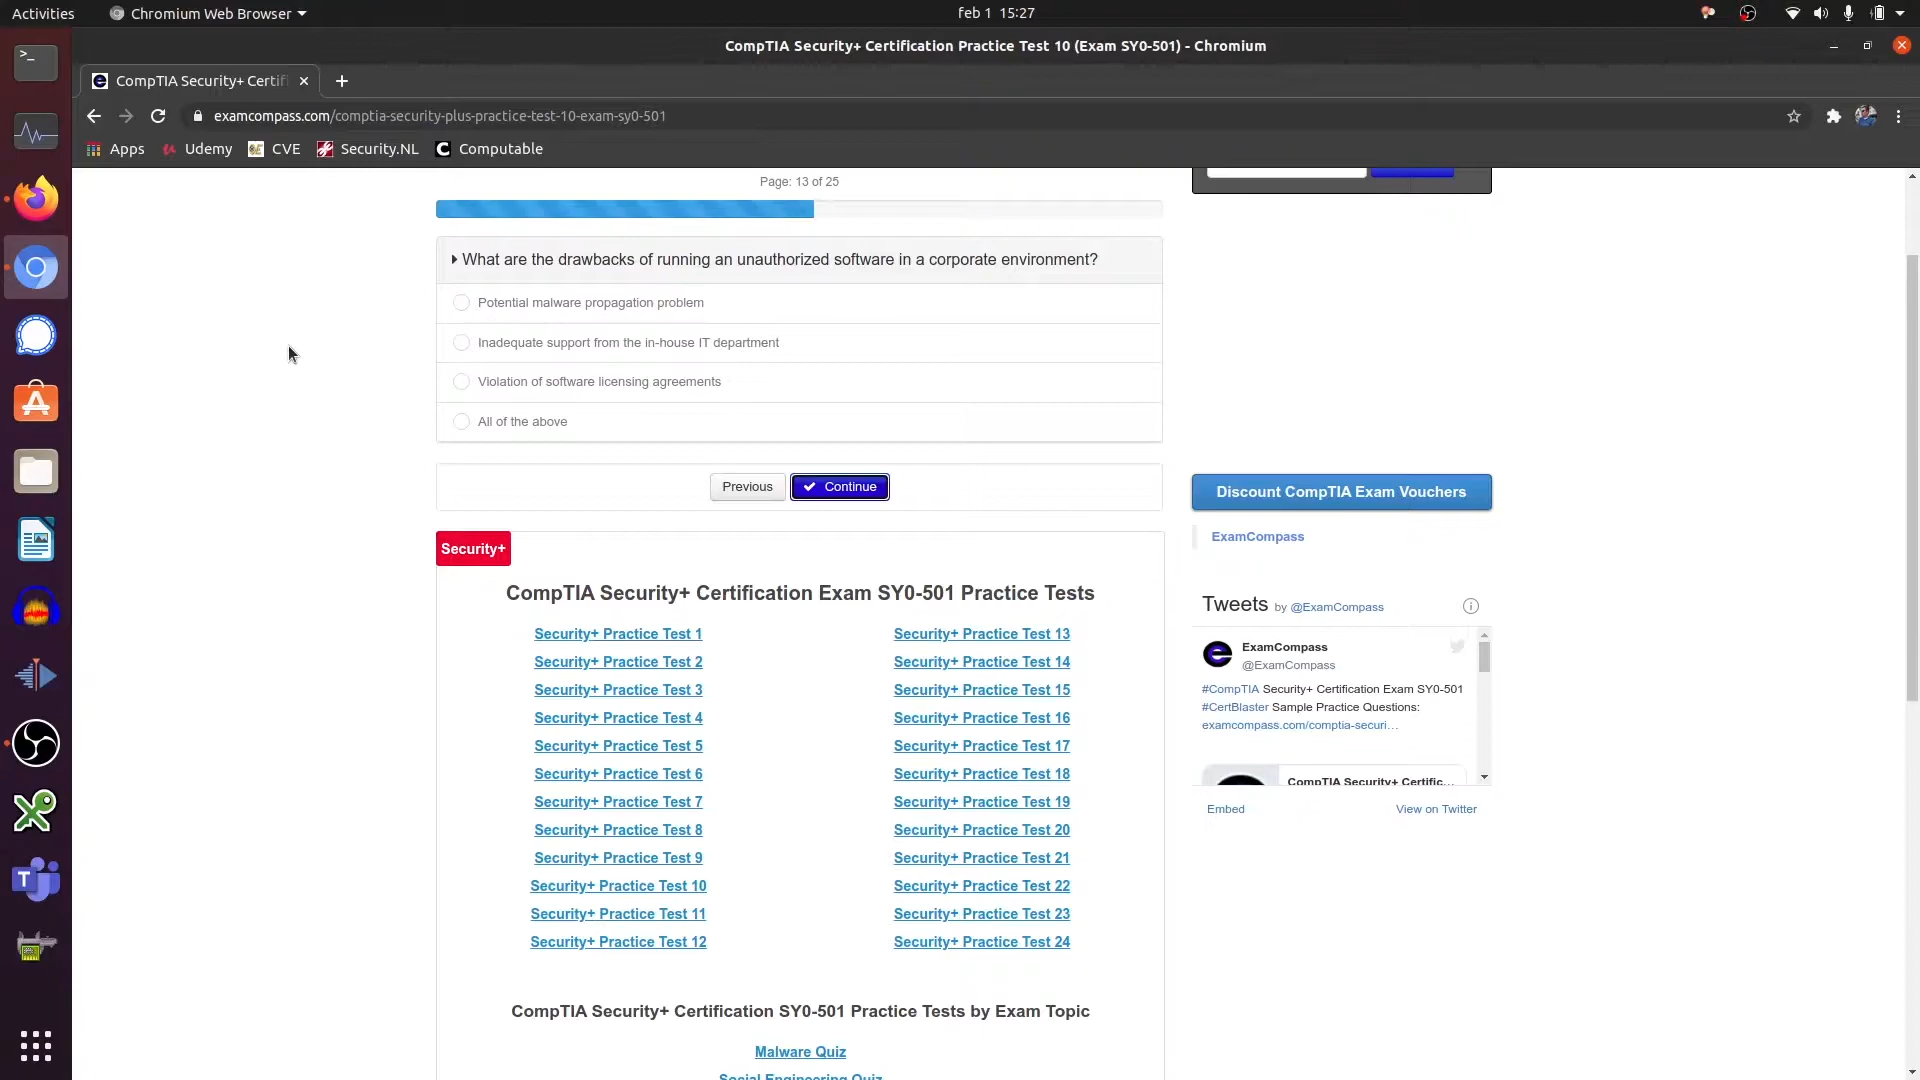 Activities
Chromium Web Browser
feb 1 15:27
CompTIA Security+ Certification Practice Test 10 (Exam SY0-501) - Chromium
CompTIA Security+ Certifi
examcompass.com/comptia-security-plus-practice-test-10-exam-sy0-501
Apps
Udemy
CVE
Security.NL
Computable
Page: 13 of 25
What are the drawbacks of running an unauthorized software in a corporate environment?
Potential malware propagation problem
Inadequate support from the in-house IT department
Violation of software licensing agreements
All of the above
Previous
Continue
Security+
CompTIA Security+ Certification Exam SY0-501 Practice Tests
Security+ Practice Test 1
Security+ Practice Test 2
Security+ Practice Test 3
Security+ Practice Test 4
Security+ Practice Test 5
Security+ Practice Test 6
Security+ Practice Test 7
Security+ Practice Test 8
Security+ Practice Test 9
Security+ Practice Test 10
Security+ Practice Test 11
Security+ Practice Test 12
Security+ Practice Test 13
Security+ Practice Test 14
Security+ Practice Test 15
Security+ Practice Test 16
Security+ Practice Test 17
Security+ Practice Test 18
Security+ Practice Test 19
Security+ Practice Test 20
Security+ Practice Test 21
Security+ Practice Test 22
Security+ Practice Test 23
Security+ Practice Test 24
CompTIA Security+ Certification SY0-501 Practice Tests by Exam Topic
Malware Quiz
Social Engineering Quiz
Discount CompTIA Exam Vouchers
ExamCompass
Tweets by @ExamCompass
ExamCompass
@ExamCompass
#CompTIA Security+ Certification Exam SY0-501
#CertBlaster Sample Practice Questions:
examcompass.com/comptia-securi…
CompTIA Security+ Certific...
Embed
View on Twitter